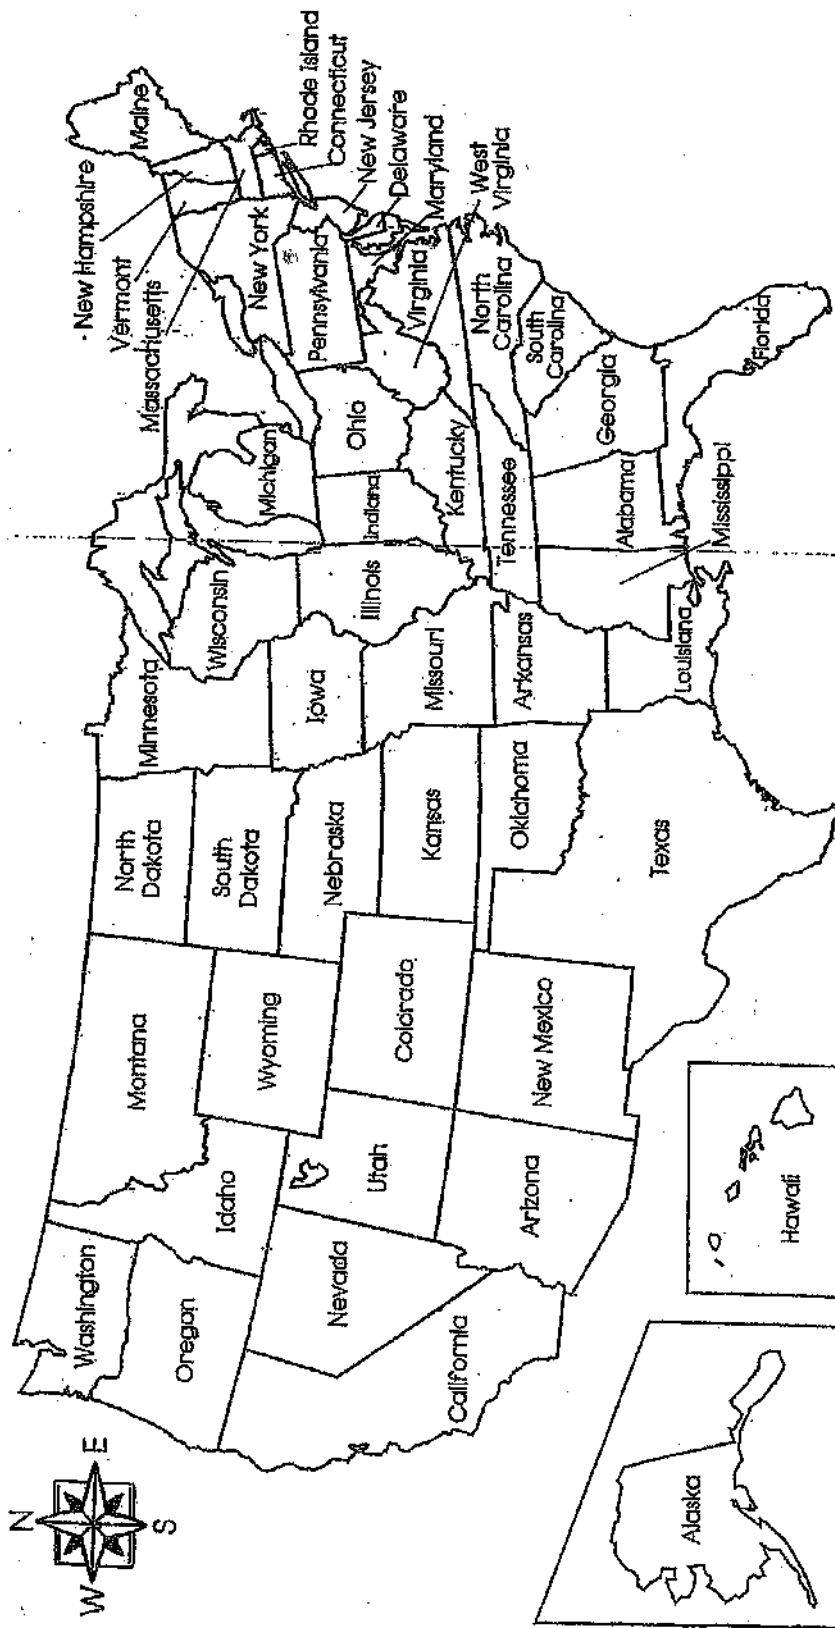 N
W
E
S
Washington
Oregon
California
Nevada
Idaho
Montana
Wyoming
Utah
Arizona
Colorado
New Mexico
North
Dakota
South
Dakota
Nebraska
Kansas
Oklahoma
Texas
Minnesota
Iowa
Missouri
Arkansas
Louisiana
Wisconsin
Illinois
Michigan
Indiana
Ohio
Kentucky
Tennessee
Mississippi
Alabama
Georgia
Florida
South
Carolina
North
Carolina
Virginia
West
Virginia
Maryland
Delaware
New Jersey
Pennsylvania
New York
Connecticut
Rhode Island
Massachusetts
Vermont
New Hampshire
Maine
Alaska
Hawaii